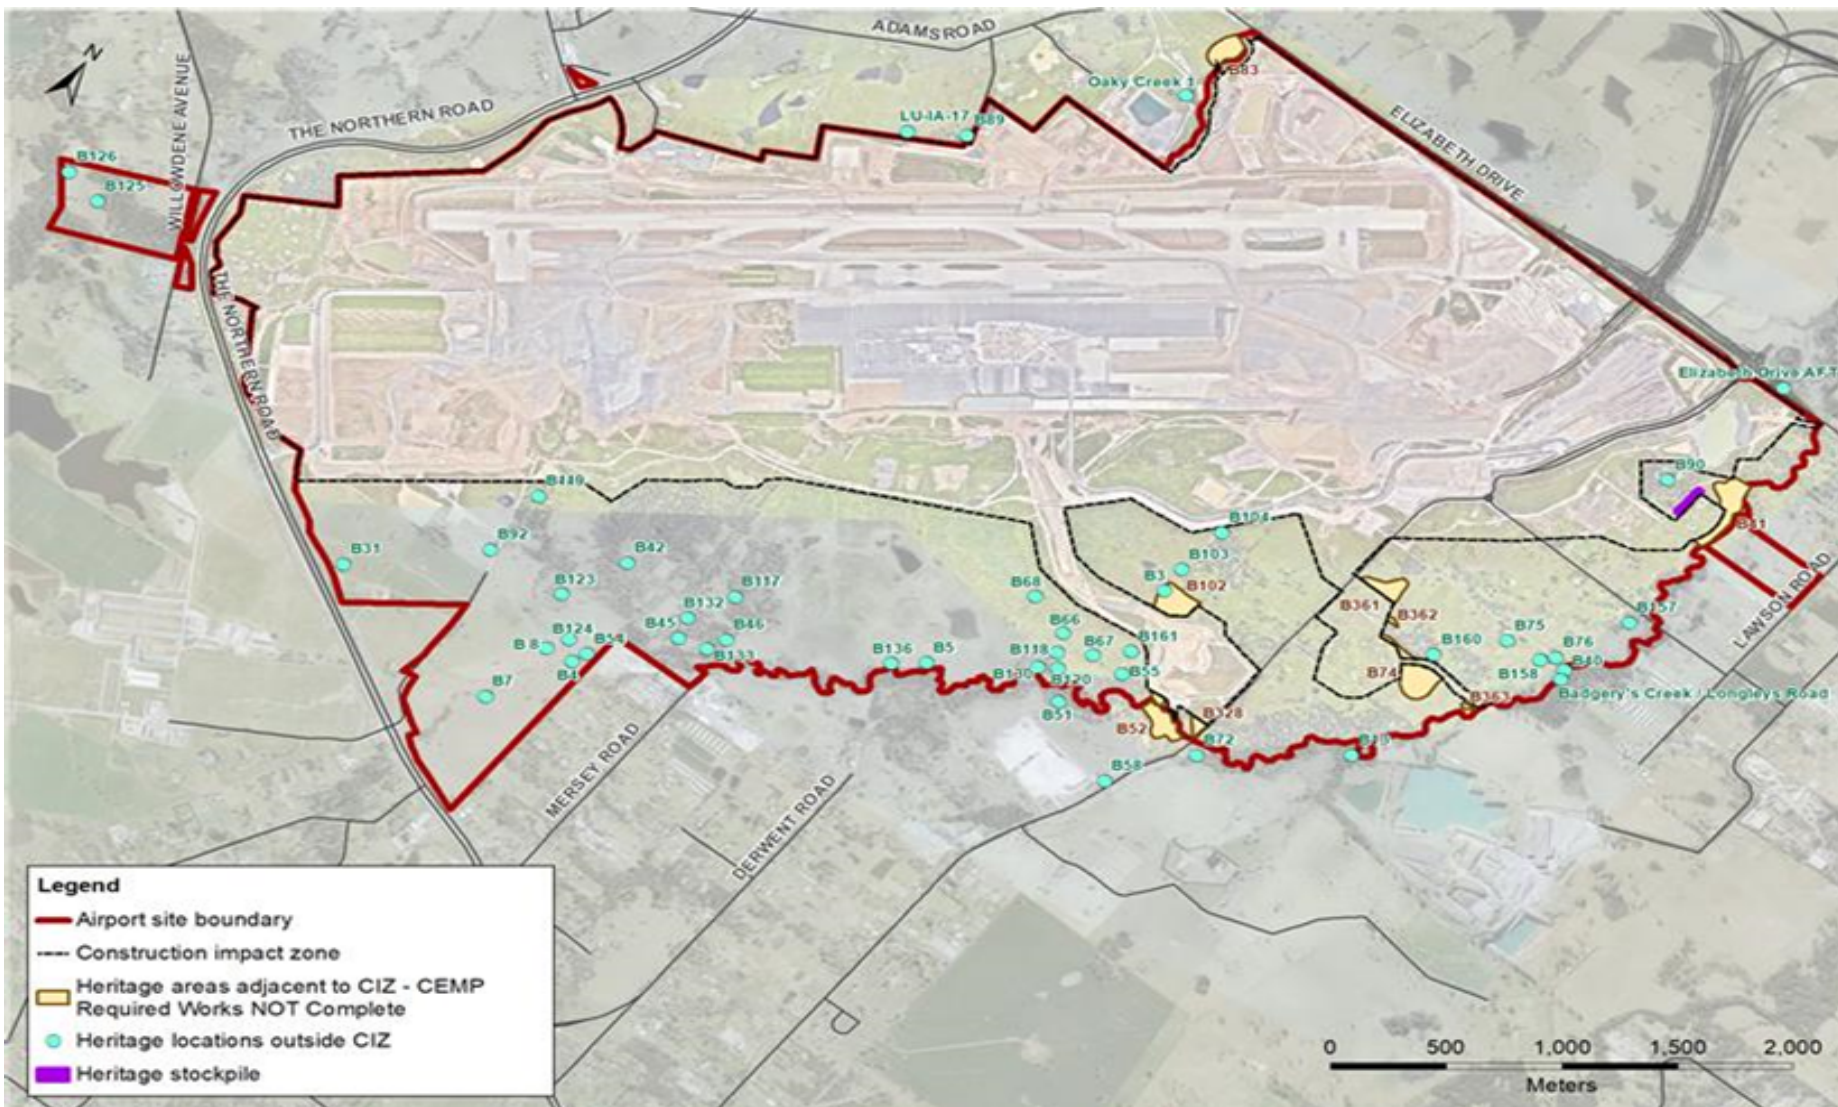 N
ADAMS ROAD
THE NORTHERN ROAD
WILLOWDENE AVENUE
Oaky Creek 1
B83
ELIZABETH DRIVE
LU-IA-17
B89
B126
B125
THE NORTHERN ROAD
Elizabeth Drive AFT
B90
B41
LAWSON ROAD
B92
B31
B42
B123
B117
B132
B45
B46
B133
B124
B 8
B4
B7
B136
B5
B68
B66
B118
B67
B161
B55
B130
B120
B51
B52
B328
B72
B58
B104
B103
B3
B102
B361
B362
B160
B75
B76
B158
B40
B157
B74
B363
Badgery's Creek / Longleys Road
MERSEY ROAD
DERWENT ROAD
Legend
Airport site boundary
Construction impact zone
Heritage areas adjacent to CIZ - CEMP
Required Works NOT Complete
Heritage locations outside CIZ
Heritage stockpile
0 500 1,000 1,500 2,000
Meters